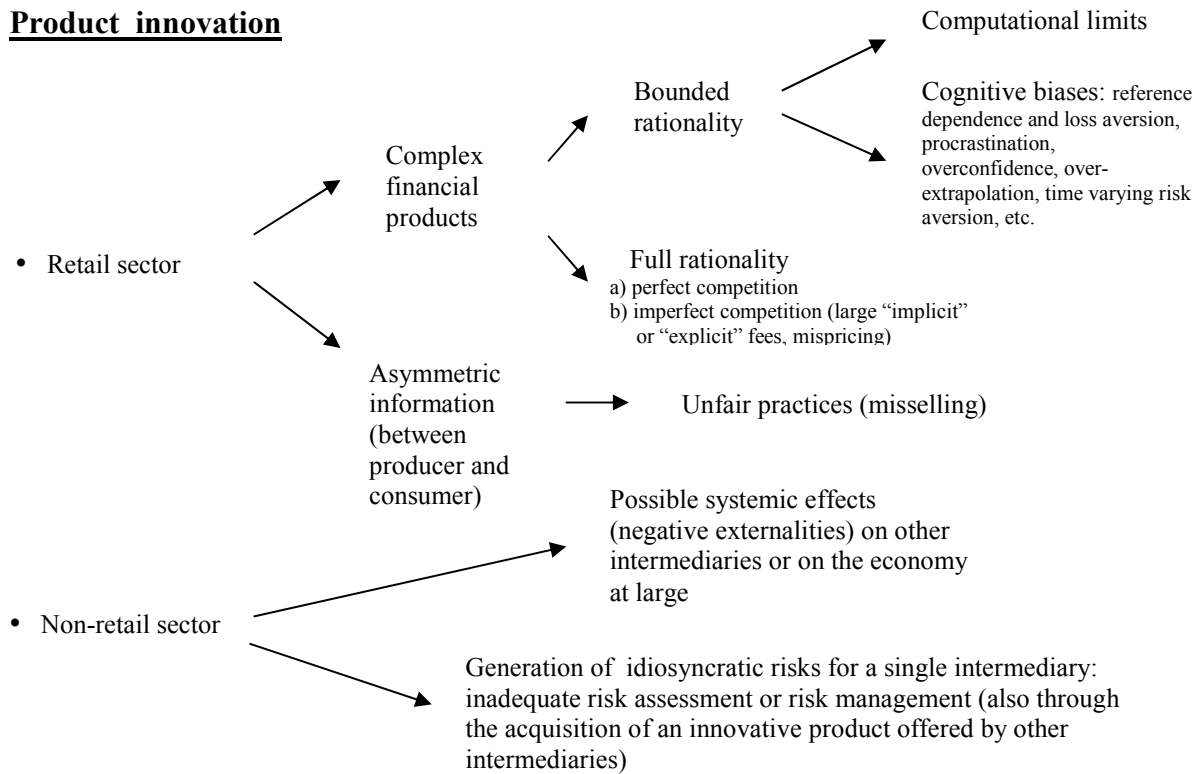 Product innovation
Computational limits
Bounded
rationality
Cognitive biases: reference
dependence and loss aversion,
procrastination,
overconfidence, over-
extrapolation, time varying risk
aversion, etc.
Complex
financial
products
• Retail sector
Full rationality
a) perfect competition
b) imperfect competition (large “implicit”
or “explicit” fees, mispricing)
Asymmetric
information
(between
producer and
consumer)
Unfair practices (misselling)
Possible systemic effects
(negative externalities) on other
intermediaries or on the economy
at large
• Non-retail sector
Generation of idiosyncratic risks for a single intermediary:
inadequate risk assessment or risk management (also through
the acquisition of an innovative product offered by other
intermediaries)